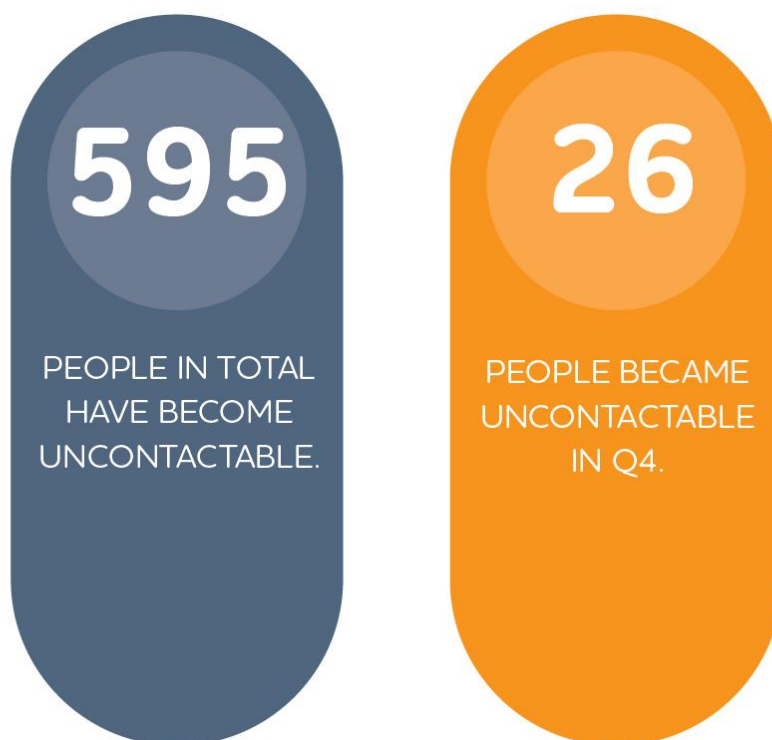 595
PEOPLE IN TOTAL
HAVE BECOME
UNCONTACTABLE.
26
PEOPLE BECAME
UNCONTACTABLE
IN Q4.